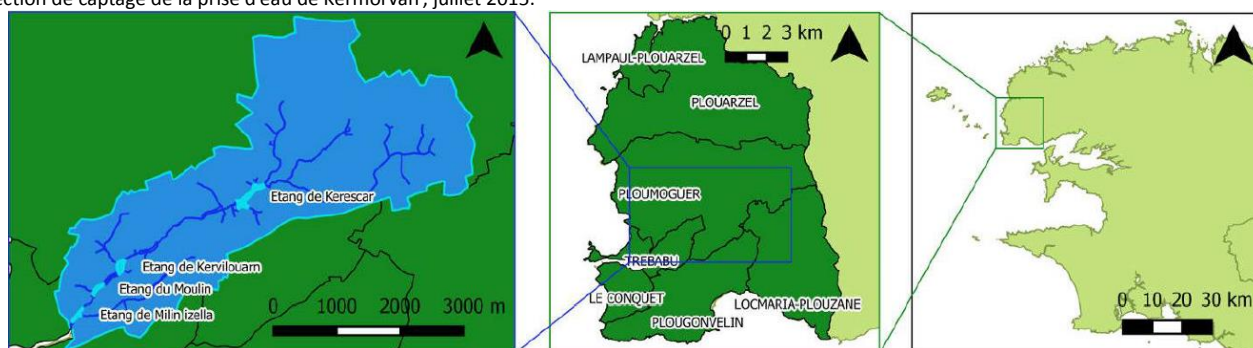 ection de captage de la prise d'eau de Kermorvan, juillet 2015.
Etang de Kerescar
Etang de Kervilouarn
Etang du Moulin
Etang de Milin izella
0 1000 2000 3000 m
0 1 2 3 km
LAMPAUL-PLOUARZEL
PLOUARZEL
PLOUMOGUER
TREBABU
LE CONQUET
LOCMARIA-PLOUZANE
PLOUGONVELIN
0 10 20 30 km